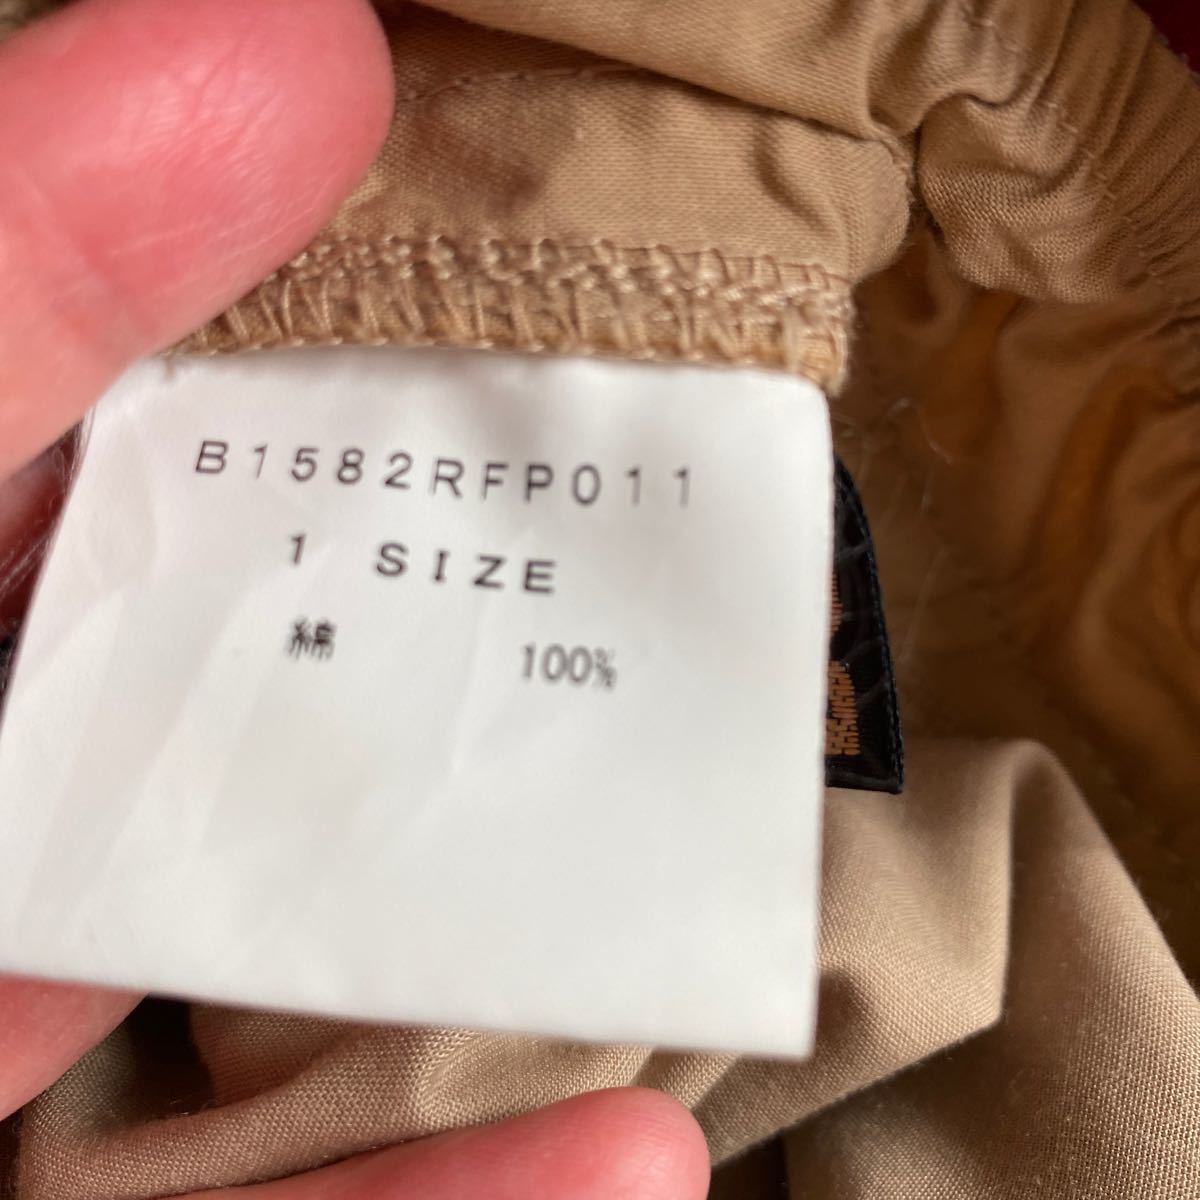 B1582RFP011
1 SIZE
綿 100%